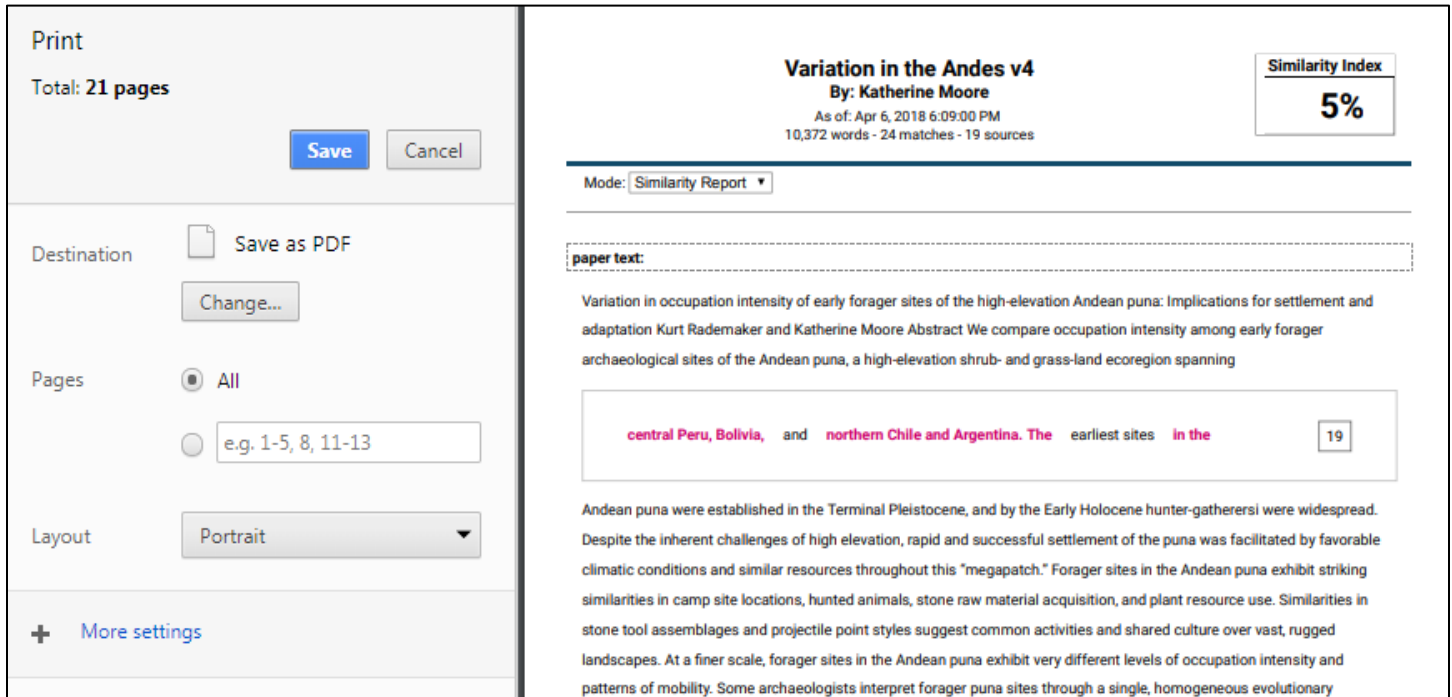 Print
Total: 21 pages
Save Cancel
Destination Save as PDF
Change...
Pages All
e.g. 1-5, 8, 11-13
Layout Portrait
+ More settings
Variation in the Andes v4
By: Katherine Moore
As of: Apr 6, 2018 6:09:00 PM
10,372 words - 24 matches - 19 sources
Similarity Index
5%
Mode: Similarity Report ▼
paper text:
Variation in occupation intensity of early forager sites of the high-elevation Andean puna: Implications for settlement and
adaptation Kurt Rademaker and Katherine Moore Abstract We compare occupation intensity among early forager
archaeological sites of the Andean puna, a high-elevation shrub- and grass-land ecoregion spanning
central Peru, Bolivia, and northern Chile and Argentina. The earliest sites in the 19
Andean puna were established in the Terminal Pleistocene, and by the Early Holocene hunter-gatherersi were widespread.
Despite the inherent challenges of high elevation, rapid and successful settlement of the puna was facilitated by favorable
climatic conditions and similar resources throughout this "megapatch." Forager sites in the Andean puna exhibit striking
similarities in camp site locations, hunted animals, stone raw material acquisition, and plant resource use. Similarities in
stone tool assemblages and projectile point styles suggest common activities and shared culture over vast, rugged
landscapes. At a finer scale, forager sites in the Andean puna exhibit very different levels of occupation intensity and
patterns of mobility. Some archaeologists interpret forager puna sites through a single, homogeneous evolutionary